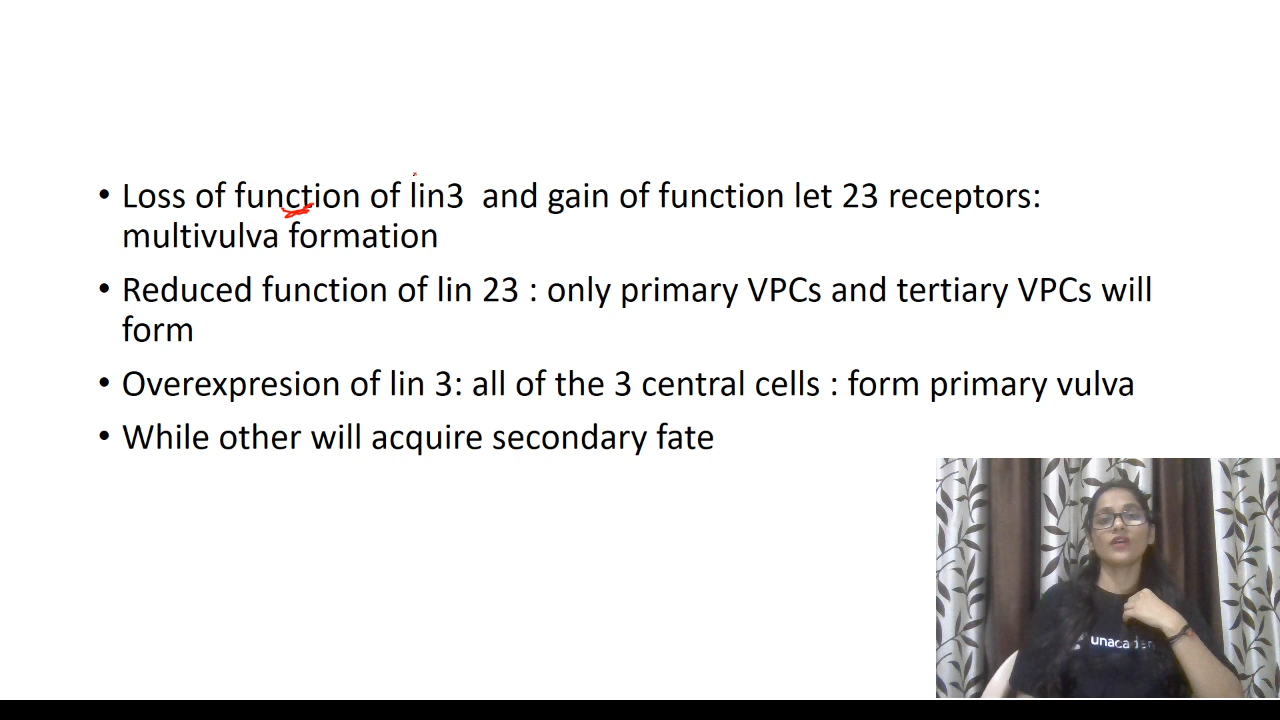 • Loss of function of lin3 and gain of function let 23 receptors:
multivulva formation
• Reduced function of lin 23 : only primary VPCs and tertiary VPCs will
form
• Overexpresion of lin 3: all of the 3 central cells : form primary vulva
• While other will acquire secondary fate